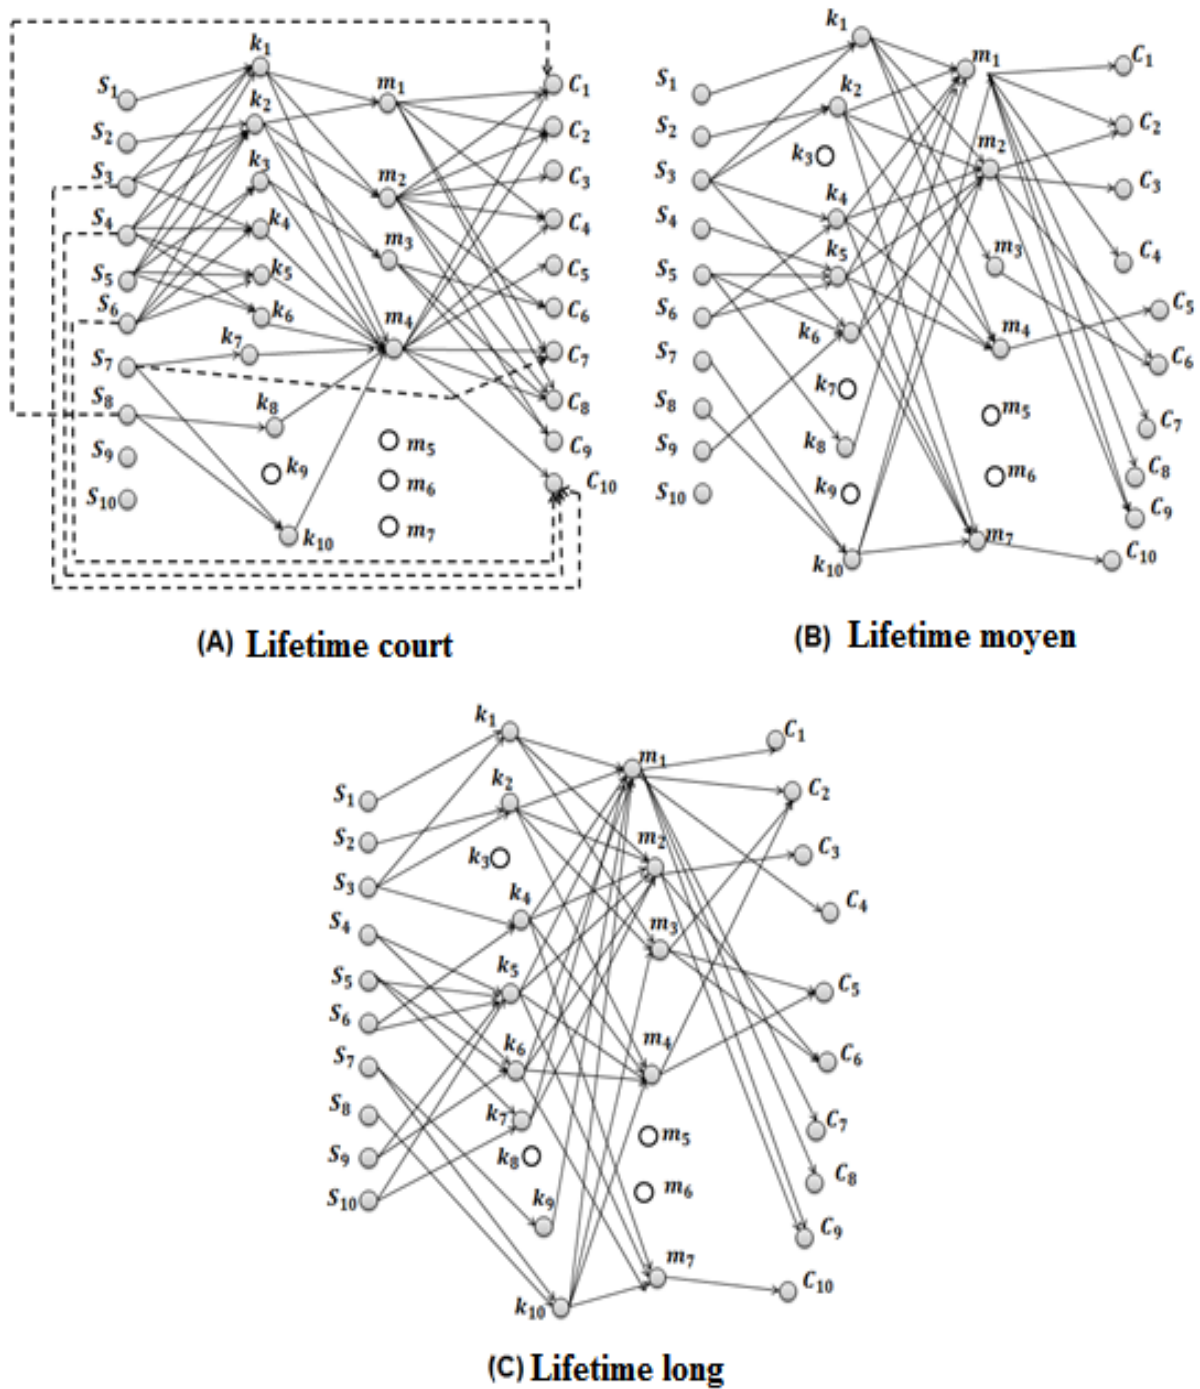 k₁
S₁
m₁
C₁
k₂
S₂
C₂
k₃
S₃
m₂
C₃
S₄
k₄
C₄
m₃
S₅
k₅
C₅
S₆
k₆
m₄
C₆
k₇
S₇
C₇
S₈
k₈
C₈
S₉
k₉
m₅
C₉
S₁₀
m₆
C₁₀
k₁₀
m₇
(A) Lifetime court
k₁
m₁
C₁
S₁
k₂
S₂
C₂
k₃
m₂
S₃
C₃
k₄
S₄
m₃
C₄
k₅
S₅
C₅
S₆
k₆
m₄
S₇
C₆
k₇
S₈
m₅
C₇
S₉
k₈
C₈
S₁₀
k₉
m₆
C₉
k₁₀
m₇
C₁₀
(B) Lifetime moyen
k₁
C₁
m₁
k₂
S₁
C₂
S₂
m₂
k₃
C₃
S₃
k₄
C₄
S₄
m₃
k₅
S₅
C₅
S₆
k₆
m₄
S₇
C₆
S₈
k₇
m₅
C₇
S₉
k₈
C₈
S₁₀
k₉
m₆
C₉
m₇
C₁₀
k₁₀
(C) Lifetime long